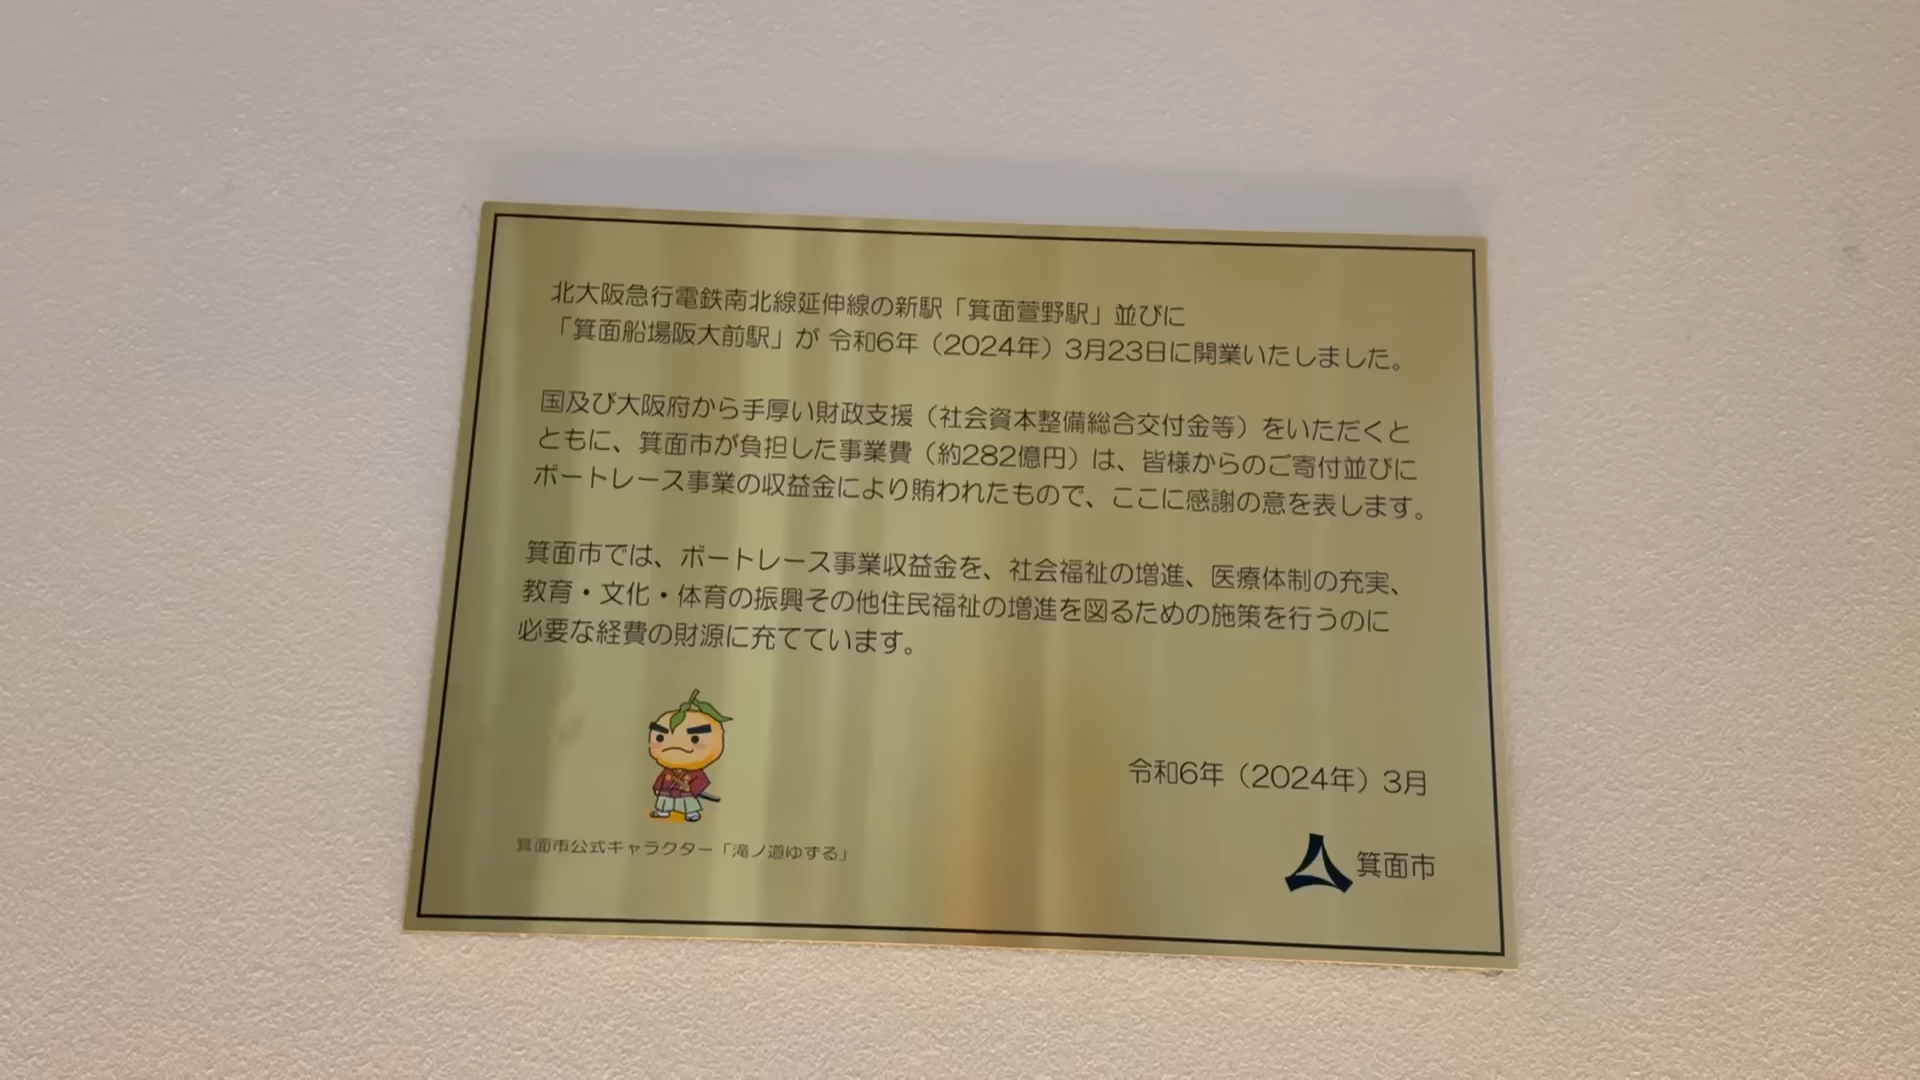 北大阪急行電鉄南北線延伸線の新駅「箕面萱野駅」並びに
「箕面船場阪大前駅」が 令和6年（2024年）3月23日に開業いたしました。
国及び大阪府から手厚い財政支援（社会資本整備総合交付金等）をいただくと
ともに、箕面市が負担した事業費（約282億円）は、皆様からのご寄付並びに
ボートレース事業の収益金により賄われたもので、ここに感謝の意を表します。
箕面市では、ボートレース事業収益金を、社会福祉の増進、医療体制の充実、
教育・文化・体育の振興その他住民福祉の増進を図るための施策を行うのに
必要な経費の財源に充てています。
令和6年（2024年）3月
箕面市公式キャラクター「滝ノ道ゆずる」
箕面市